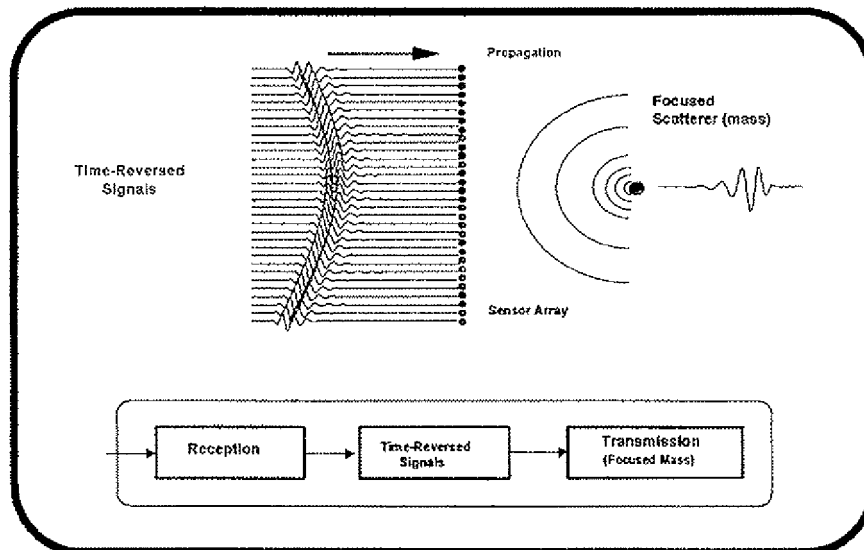 Propagation
Focused
Scatterer (mass)
Time-Reversed
Signals
Sensor Array
Reception
Time-Reversed
Signals
Transmission
(Focused Mass)